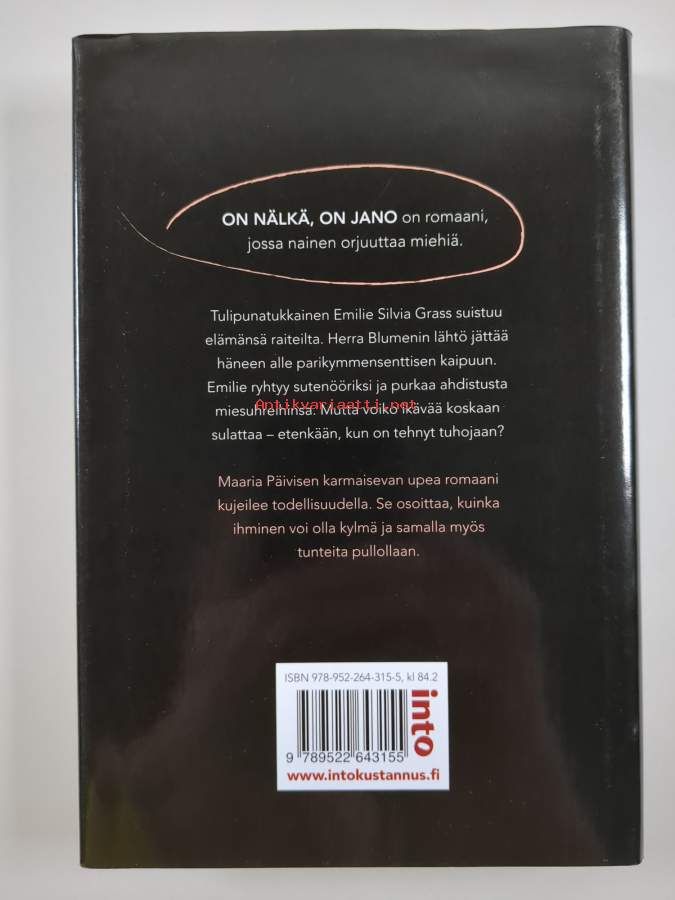 ON NÄLKÄ, ON JANO on romaani,
jossa nainen orjuuttaa miehiä.
Tulipunatukkainen Emilie Silvia Grass suistuu
elämänsä raiteilta. Herra Blumenin lähtö jättää
häneen alle parikymmensenttisen kaipuun.
Emilie ryhtyy sutenööriksi ja purkaa ahdistusta
Antikvariaatti.net
miesuhreihinsa. Mutta voiko ikävää koskaan
sulattaa – etenkään, kun on tehnyt tuhojaan?
Maaria Päivisen karmaisevan upea romaani
kujeilee todellisuudella. Se osoittaa, kuinka
ihminen voi olla kylmä ja samalla myös
tunteita pullollaan.
ISBN 978-952-264-315-5, kl 84.2
into
9 789522 643155
www.intokustannus.fi